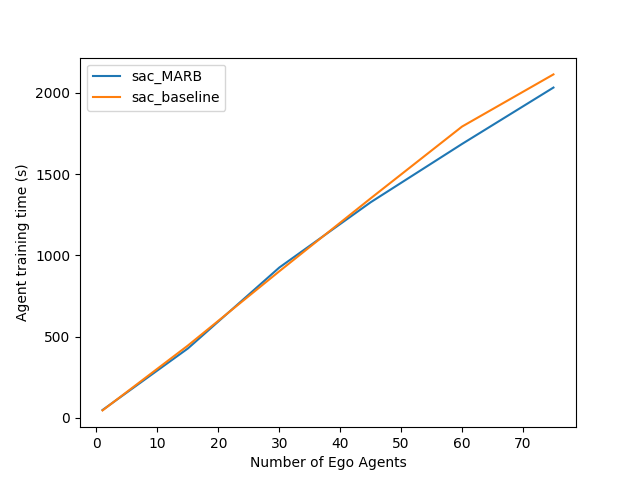 sac_MARB
sac_baseline
2000
1500
1000
500
0
Agent training time (s)
0 10 20 30 40 50 60 70
Number of Ego Agents